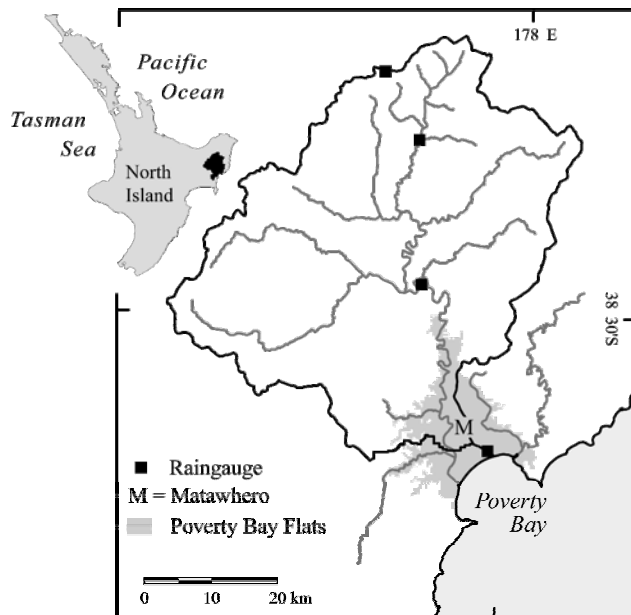 178 E
Pacific
Ocean
Tasman
Sea
North
Island
38 30'S
M
Raingauge
M = Matawhero
Poverty Bay Flats
Poverty
Bay
0 10 20 km